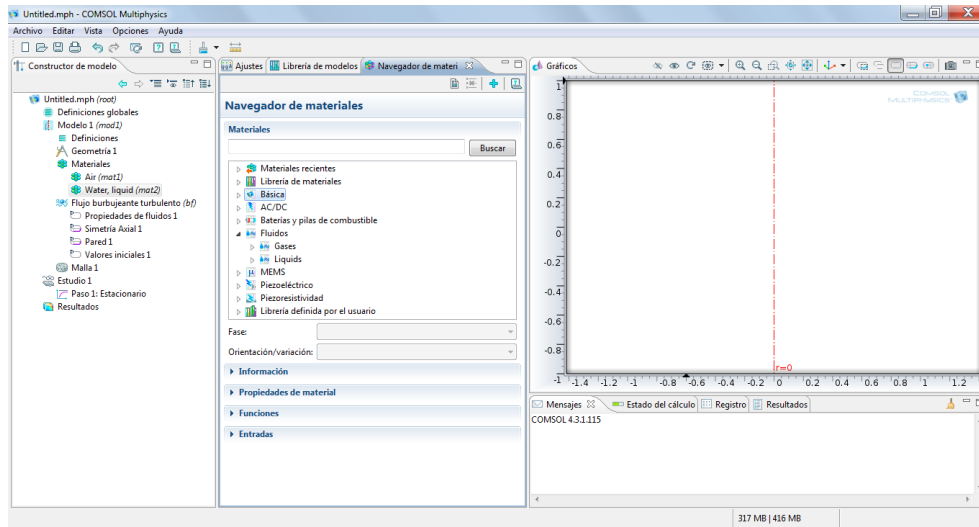 Untitled.mph - COMSOL Multiphysics
Archivo Editar Vista Opciones Ayuda
Constructor de modelo
Untitled.mph (root)
Definiciones globales
Modelo 1 (mod1)
Definiciones
Geometría 1
Materiales
Air (mat1)
Water, liquid (mat2)
Flujo burbujeante turbulento (bf)
Propiedades de fluidos 1
Simetría Axial 1
Pared 1
Valores iniciales 1
Malla 1
Estudio 1
Paso 1: Estacionario
Resultados
Ajustes Librería de modelos Navegador de materi
Navegador de materiales
Materiales
Buscar
Materiales recientes
Librería de materiales
Básica
AC/DC
Baterías y pilas de combustible
Fluidos
Gases
Liquids
MEMS
Piezoeléctrico
Piezoresistividad
Librería definida por el usuario
Fase:
Orientación/variación:
Información
Propiedades de material
Funciones
Entradas
Gráficos
COMSOL
MULTIPHYSICS
1
0.8
0.6
0.4
0.2
0
-0.2
-0.4
-0.6
-0.8
-1
r=0
-1.4 -1.2 -1 -0.8 -0.6 -0.4 -0.2 0 0.2 0.4 0.6 0.8 1 1.2
Mensajes Estado del cálculo Registro Resultados
COMSOL 4.3.1.115
317 MB | 416 MB